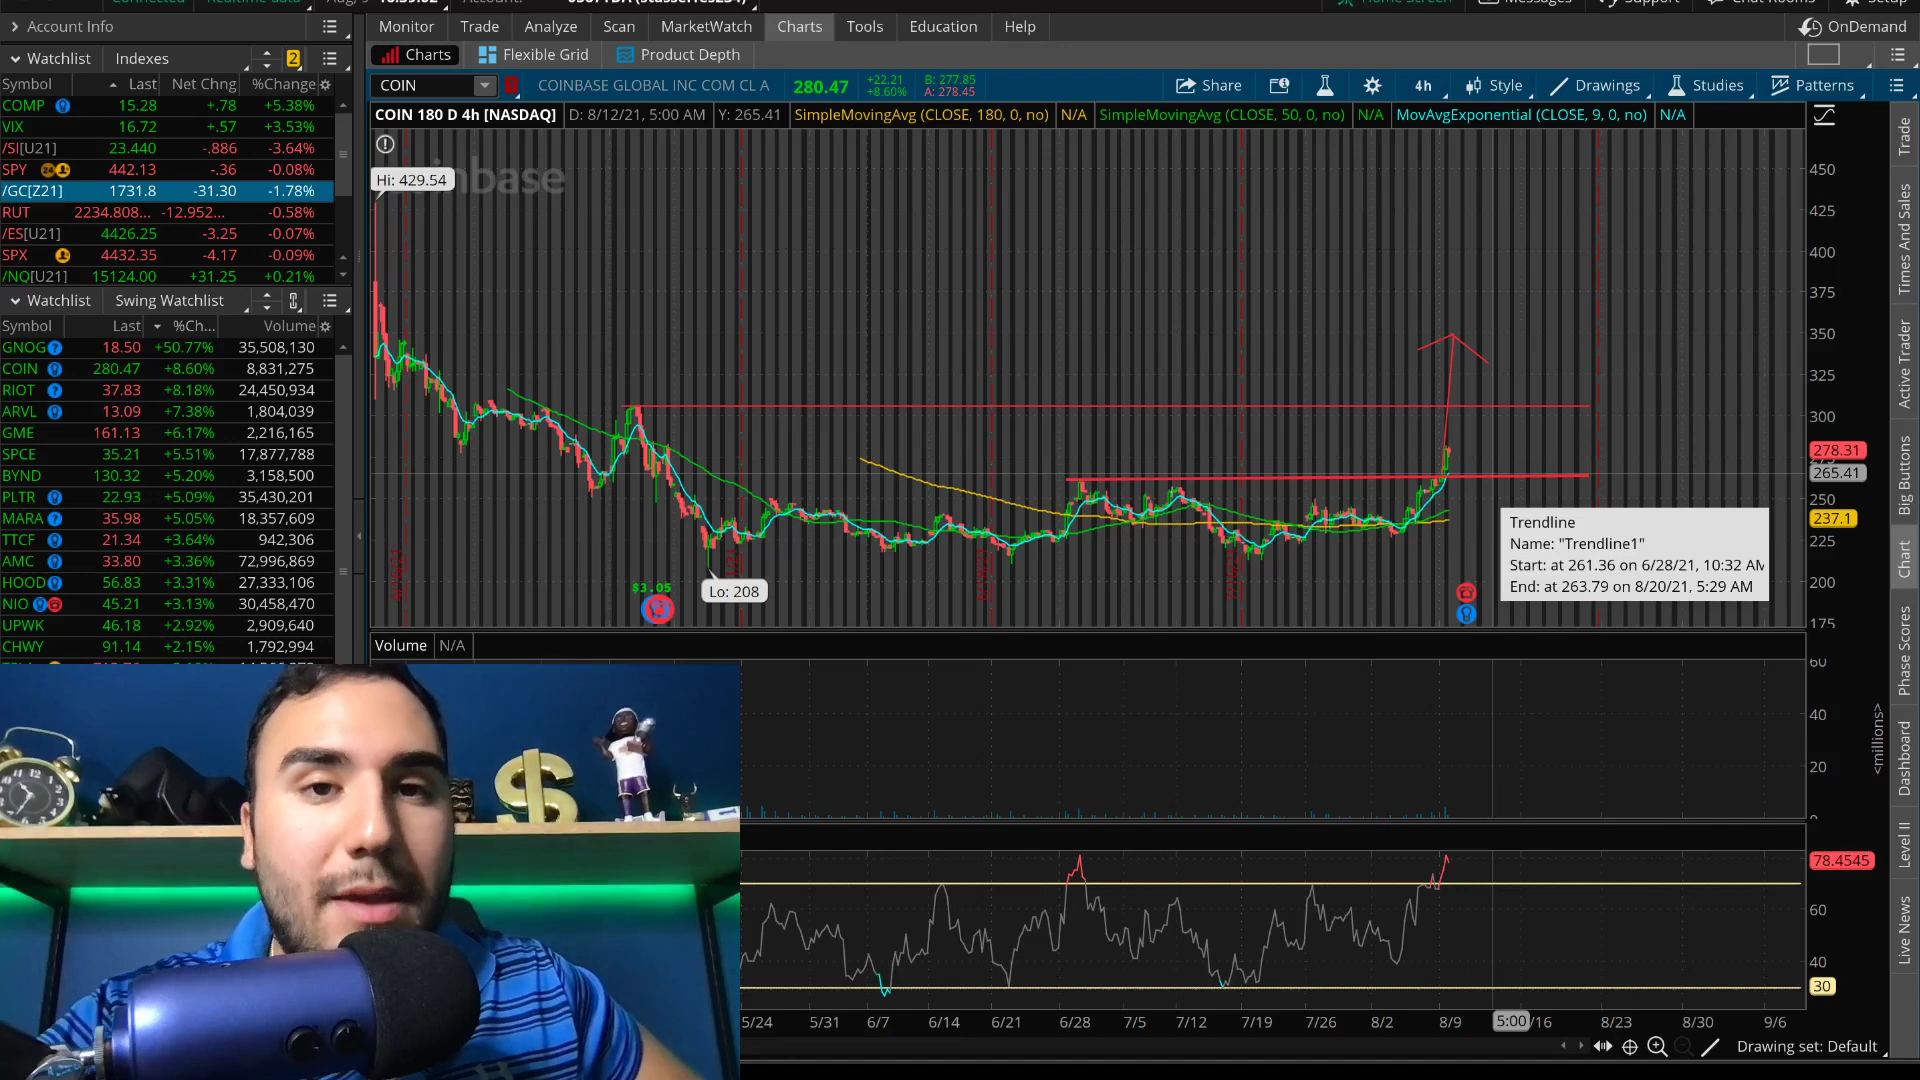 Account Info
Monitor Trade Analyze Scan MarketWatch Charts Tools Education Help OnDemand
Watchlist Indexes 2
Charts Flexible Grid Product Depth
Symbol Last Net Chng %Change
COIN COINBASE GLOBAL INC COM CL A 280.47 +22.21 +8.60% B: 277.85 A: 278.45 Share 4h Style Drawings Studies Patterns
COIN 180 D 4h [NASDAQ] D: 8/12/21, 5:00 AM Y: 265.41 SimpleMovingAvg (CLOSE, 180, 0, no) N/A SimpleMovingAvg (CLOSE, 50, 0, no) N/A MovAvgExponential (CLOSE, 9, 0, no) N/A
COMP 15.28 +.78 +5.38%
VIX 16.72 +.57 +3.53%
/SI[U21] 23.440 -.886 -3.64%
SPY 442.13 -.36 -0.08%
/GC[Z21] 1731.8 -31.30 -1.78%
RUT 2234.808... -12.952... -0.58%
/ES[U21] 4426.25 -3.25 -0.07%
SPX 4432.35 -4.17 -0.09%
/NQ[U21] 15124.00 +31.25 +0.21%
Watchlist Swing Watchlist
Symbol Last %Ch... Volume
GNOG 18.50 +50.77% 35,508,130
COIN 280.47 +8.60% 8,831,275
RIOT 37.83 +8.18% 24,450,934
ARVL 13.09 +7.38% 1,804,039
GME 161.13 +6.17% 2,216,165
SPCE 35.21 +5.51% 17,877,788
BYND 130.32 +5.20% 3,158,500
PLTR 22.93 +5.09% 35,430,201
MARA 35.98 +5.05% 18,357,609
TTCF 21.34 +3.64% 942,306
AMC 33.80 +3.36% 72,996,869
HOOD 56.83 +3.31% 27,333,106
NIO 45.21 +3.13% 30,458,470
UPWK 46.18 +2.92% 2,909,640
CHWY 91.14 +2.15% 1,792,994
Hi: 429.54
nbase
450
425
400
375
350
325
300
278.31
265.41
250
237.1
225
200
175
Trendline
Name: "Trendline1"
Start: at 261.36 on 6/28/21, 10:32 AM
End: at 263.79 on 8/20/21, 5:29 AM
$3.05
Lo: 208
Volume N/A
60
40
20
<millions>
78.4545
60
40
30
5/24 5/31 6/7 6/14 6/21 6/28 7/5 7/12 7/19 7/26 8/2 8/9 5:00 /16 8/23 8/30 9/6
Drawing set: Default
Trade
Times And Sales
Active Trader
Big Buttons
Chart
Phase Scores
Dashboard
Level II
Live News
$